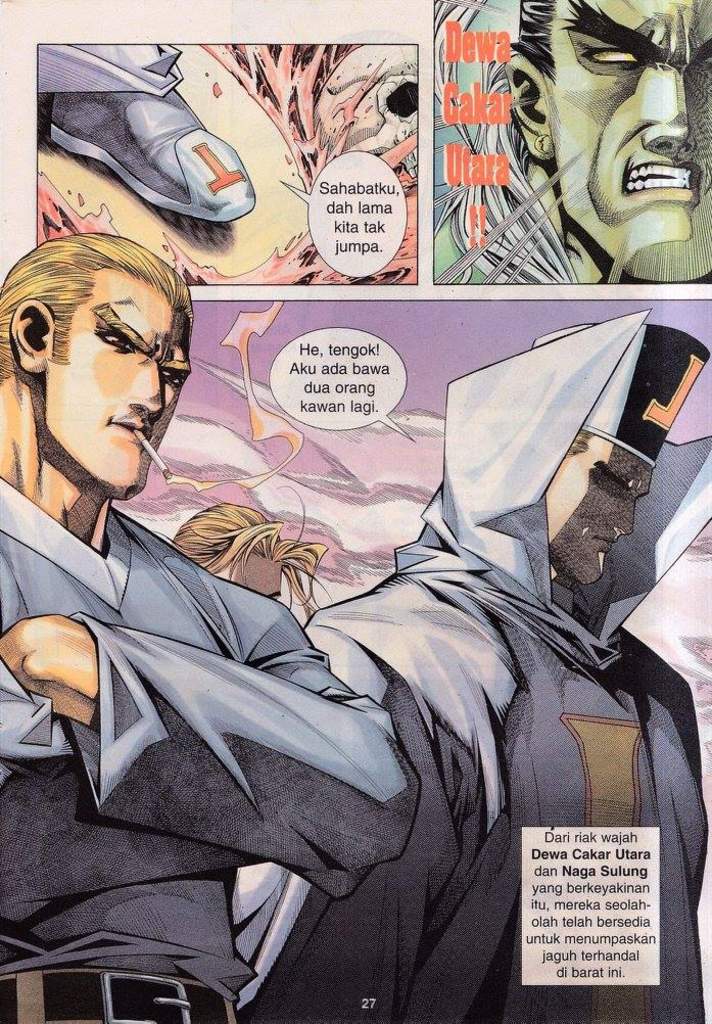 Sahabatku,
dah lama
kita tak
jumpa.
Dewa
Cakar
Utara
!!
He, tengok!
Aku ada bawa
dua orang
kawan lagi.
Dari riak wajah
Dewa Cakar Utara
dan Naga Sulung
yang berkeyakinan
itu, mereka seolah-
olah telah bersedia
untuk menumpaskan
jaguh terhandal
di barat ini.
27